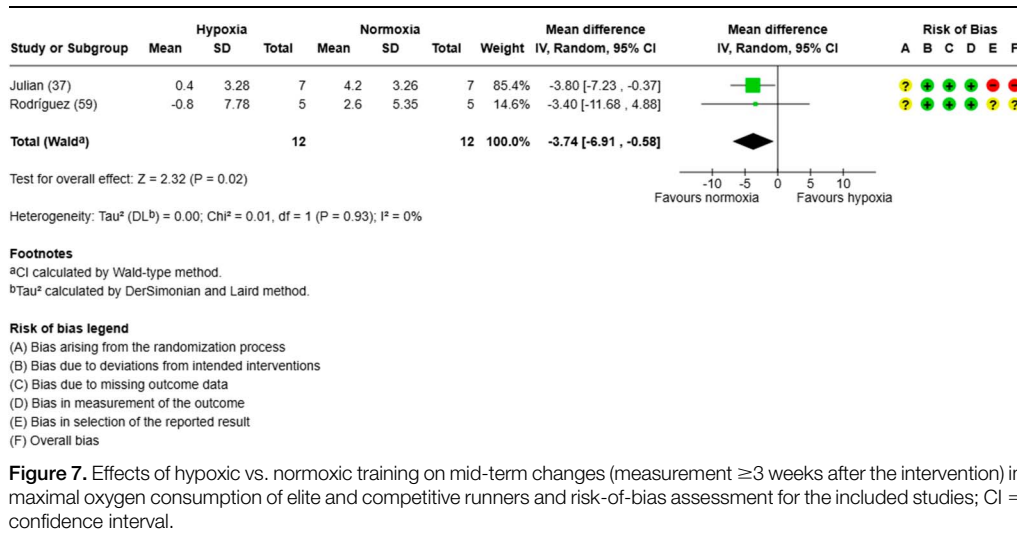 Hypoxia Normoxia Mean difference Mean difference Risk of Bias
Study or Subgroup Mean SD Total Mean SD Total Weight IV, Random, 95% CI IV, Random, 95% CI A B C D E F
Julian (37) 0.4 3.28 7 4.2 3.26 7 85.4% -3.80 [-7.23 , -0.37] ? + + + − −
Rodríguez (59) -0.8 7.78 5 2.6 5.35 5 14.6% -3.40 [-11.68 , 4.88] ? + + + ? ?
Total (Waldᵃ) 12 12 100.0% -3.74 [-6.91 , -0.58]
Test for overall effect: Z = 2.32 (P = 0.02)
-10 -5 0 5 10
Favours normoxia Favours hypoxia
Heterogeneity: Tau² (DLᵇ) = 0.00; Chi² = 0.01, df = 1 (P = 0.93); I² = 0%
Footnotes
ᵃCI calculated by Wald-type method.
ᵇTau² calculated by DerSimonian and Laird method.
Risk of bias legend
(A) Bias arising from the randomization process
(B) Bias due to deviations from intended interventions
(C) Bias due to missing outcome data
(D) Bias in measurement of the outcome
(E) Bias in selection of the reported result
(F) Overall bias
Figure 7. Effects of hypoxic vs. normoxic training on mid-term changes (measurement ≥3 weeks after the intervention) in
maximal oxygen consumption of elite and competitive runners and risk-of-bias assessment for the included studies; CI =
confidence interval.